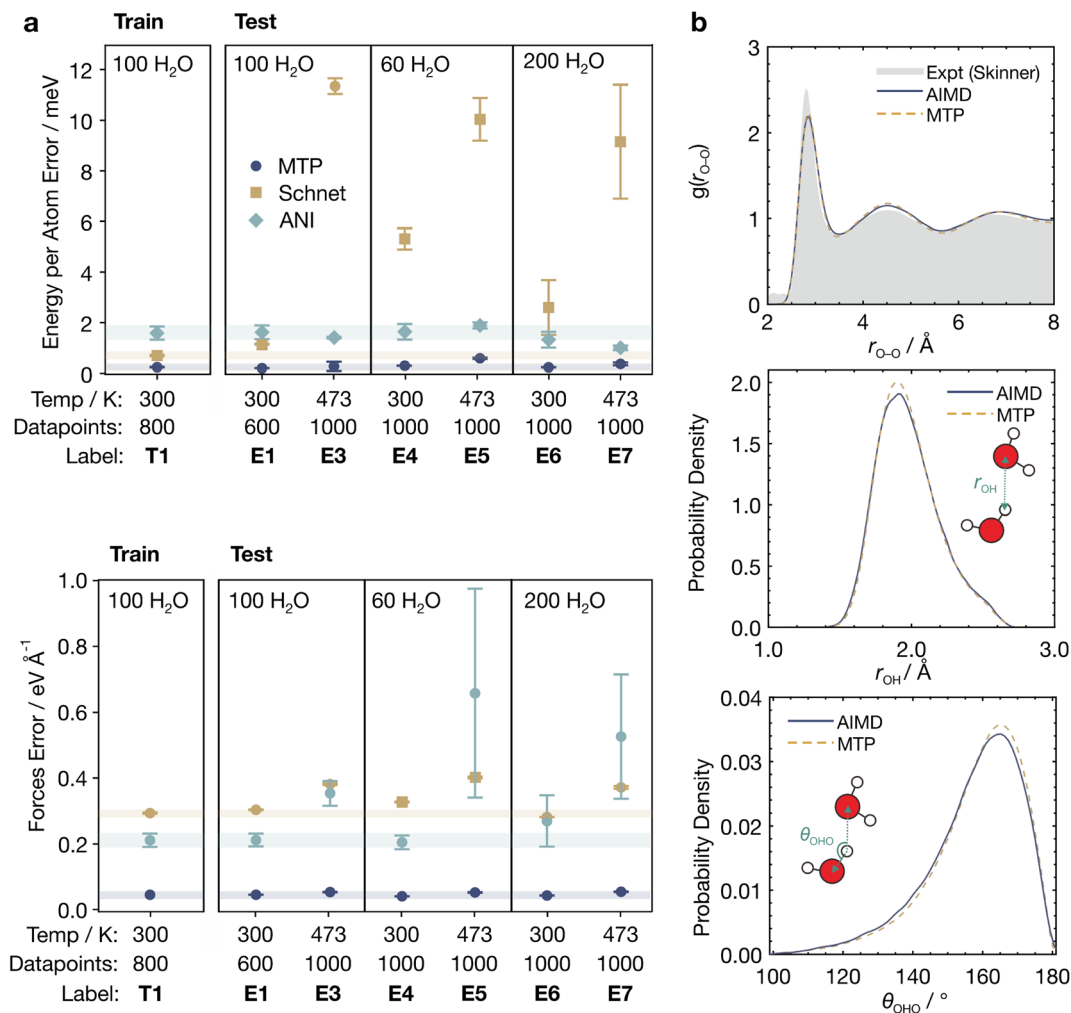 a
Train Test
100 H₂O 100 H₂O 60 H₂O 200 H₂O
Energy per Atom Error / meV
12
10
8
6
4
2
0
MTP
Schnet
ANI
Temp / K: 300 300 473 300 473 300 473
Datapoints: 800 600 1000 1000 1000 1000 1000
Label: T1 E1 E3 E4 E5 E6 E7
Train Test
100 H₂O 100 H₂O 60 H₂O 200 H₂O
Forces Error / eV Å⁻¹
1.0
0.8
0.6
0.4
0.2
0.0
Temp / K: 300 300 473 300 473 300 473
Datapoints: 800 600 1000 1000 1000 1000 1000
Label: T1 E1 E3 E4 E5 E6 E7
b
g(rO–O)
3
2
1
0
Expt (Skinner)
AIMD
MTP
2 4 6 8
rO–O / Å
Probability Density
2.0
1.5
1.0
0.5
0.0
AIMD
MTP
rOH
1.0 2.0 3.0
rOH / Å
Probability Density
0.04
0.03
0.02
0.01
0.00
AIMD
MTP
θOHO
100 120 140 160 180
θOHO / °